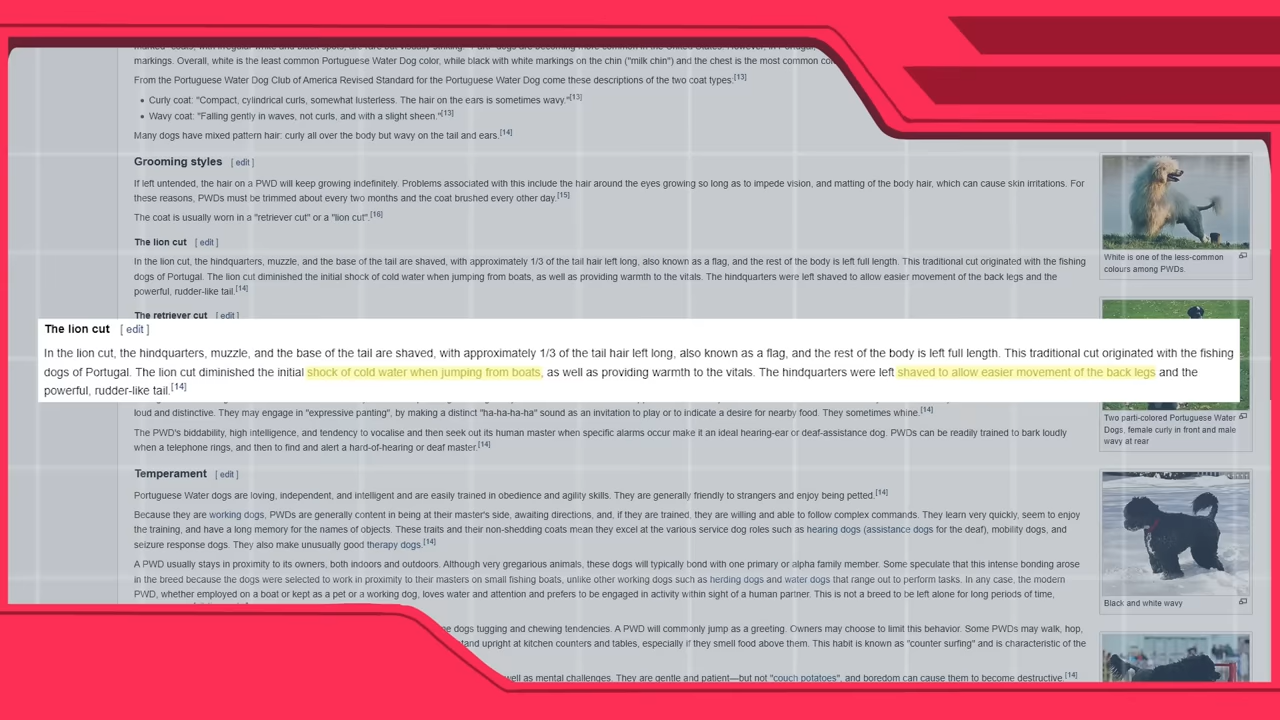 markings. Overall, white is the least common Portuguese Water Dog color, while black with white markings on the chin ("milk chin") and the chest is the most common
From the Portuguese Water Dog Club of America Revised Standard for the Portuguese Water Dog come these descriptions of the two coat types:[13]
• Curly coat: "Compact, cylindrical curls, somewhat lusterless. The hair on the ears is sometimes wavy."[13]
• Wavy coat: "Falling gently in waves, not curls, and with a slight sheen."[13]
Many dogs have mixed pattern hair: curly all over the body but wavy on the tail and ears.[14]
Grooming styles [ edit ]
If left untended, the hair on a PWD will keep growing indefinitely. Problems associated with this include the hair around the eyes growing so long as to impede vision, and matting of the body hair, which can cause skin irritations. For
these reasons, PWDs must be trimmed about every two months and the coat brushed every other day.[15]
The coat is usually worn in a "retriever cut" or a "lion cut".[16]
The lion cut [ edit ]
In the lion cut, the hindquarters, muzzle, and the base of the tail are shaved, with approximately 1/3 of the tail hair left long, also known as a flag, and the rest of the body is left full length. This traditional cut originated with the fishing
dogs of Portugal. The lion cut diminished the initial shock of cold water when jumping from boats, as well as providing warmth to the vitals. The hindquarters were left shaved to allow easier movement of the back legs and the
powerful, rudder-like tail.[14]
The retriever cut [ edit ]
The lion cut [ edit ]
In the lion cut, the hindquarters, muzzle, and the base of the tail are shaved, with approximately 1/3 of the tail hair left long, also known as a flag, and the rest of the body is left full length. This traditional cut originated with the fishing
dogs of Portugal. The lion cut diminished the initial shock of cold water when jumping from boats, as well as providing warmth to the vitals. The hindquarters were left shaved to allow easier movement of the back legs and the
powerful, rudder-like tail.[14]
loud and distinctive. They may engage in "expressive panting", by making a distinct "ha-ha-ha-ha" sound as an invitation to play or to indicate a desire for nearby food. They sometimes whine.[14]
The PWD's biddability, high intelligence, and tendency to vocalise and then seek out its human master when specific alarms occur make it an ideal hearing-ear or deaf-assistance dog. PWDs can be readily trained to bark loudly
when a telephone rings, and then to find and alert a hard-of-hearing or deaf master.[14]
Temperament [ edit ]
Portuguese Water dogs are loving, independent, and intelligent and are easily trained in obedience and agility skills. They are generally friendly to strangers and enjoy being petted.[14]
Because they are working dogs, PWDs are generally content in being at their master's side, awaiting directions, and, if they are trained, they are willing and able to follow complex commands. They learn very quickly, seem to enjoy
the training, and have a long memory for the names of objects. These traits and their non-shedding coats mean they excel at the various service dog roles such as hearing dogs (assistance dogs for the deaf), mobility dogs, and
seizure response dogs. They also make unusually good therapy dogs.[14]
A PWD usually stays in proximity to its owners, both indoors and outdoors. Although very gregarious animals, these dogs will typically bond with one primary or alpha family member. Some speculate that this intense bonding arose
in the breed because the dogs were selected to work in proximity to their masters on small fishing boats, unlike other working dogs such as herding dogs and water dogs that range out to perform tasks. In any case, the modern
PWD, whether employed on a boat or kept as a pet or a working dog, loves water and attention and prefers to be engaged in activity within sight of a human partner. This is not a breed to be left alone for long periods of time,
dogs tugging and chewing tendencies. A PWD will commonly jump as a greeting. Owners may choose to limit this behavior. Some PWDs may walk, hop,
upright at kitchen counters and tables, especially if they smell food above them. This habit is known as "counter surfing" and is characteristic of the
as mental challenges. They are gentle and patient—but not "couch potatoes", and boredom can cause them to become destructive.[14]
White is one of the less-common
colours among PWDs.
Two parti-colored Portuguese Water
Dogs, female curly in front and male
wavy at rear
Black and white wavy